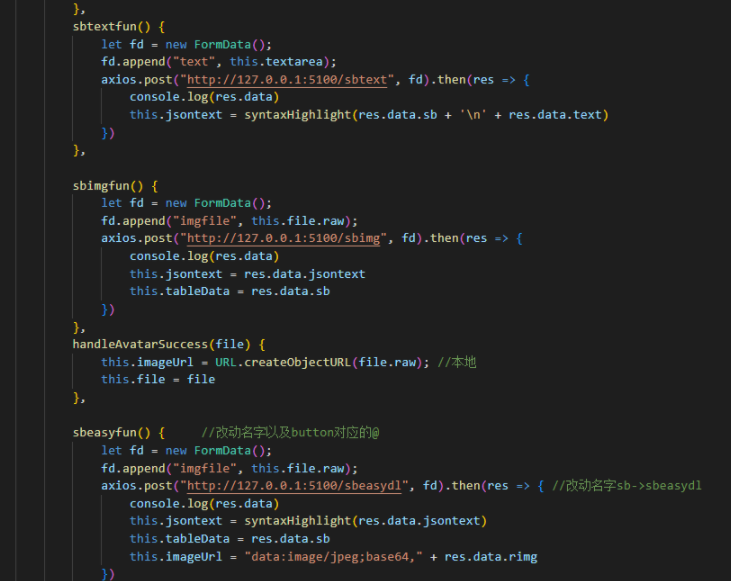 },
sbtextfun() {
let fd = new FormData();
fd.append("text", this.textarea);
axios.post("http://127.0.0.1:5100/sbtext", fd).then(res => {
console.log(res.data)
this.jsontext = syntaxHighlight(res.data.sb + '\n' + res.data.text)
})
},
sbimgfun() {
let fd = new FormData();
fd.append("imgfile", this.file.raw);
axios.post("http://127.0.0.1:5100/sbimg", fd).then(res => {
console.log(res.data)
this.jsontext = res.data.jsontext
this.tableData = res.data.sb
})
},
handleAvatarSuccess(file) {
this.imageUrl = URL.createObjectURL(file.raw); //本地
this.file = file
},
sbeasyfun() { //改动名字以及button对应的@
let fd = new FormData();
fd.append("imgfile", this.file.raw);
axios.post("http://127.0.0.1:5100/sbeasydl", fd).then(res => { //改动名字sb->sbeasydl
console.log(res.data)
this.jsontext = syntaxHighlight(res.data.jsontext)
this.tableData = res.data.sb
this.imageUrl = "data:image/jpeg;base64," + res.data.rimg
})